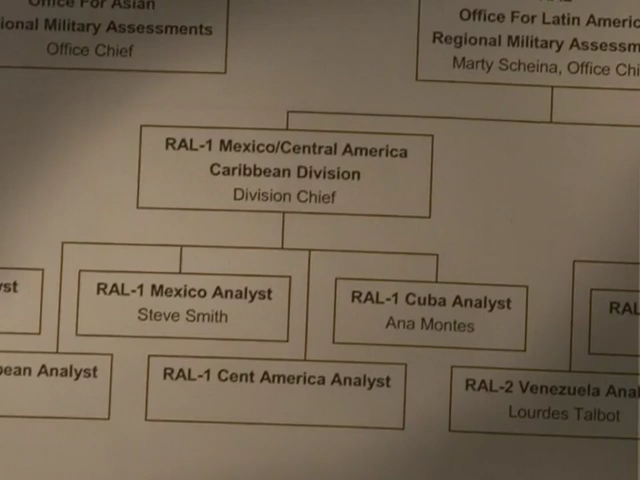 Office For Asian
ional Military Assessments
Office Chief
Office For Latin Americ
Regional Military Assessm
Marty Scheina, Office Chi
RAL-1 Mexico/Central America
Caribbean Division
Division Chief
yst
RAL-1 Mexico Analyst
Steve Smith
RAL-1 Cuba Analyst
Ana Montes
RAL
bean Analyst
RAL-1 Cent America Analyst
RAL-2 Venezuela Anal
Lourdes Talbot